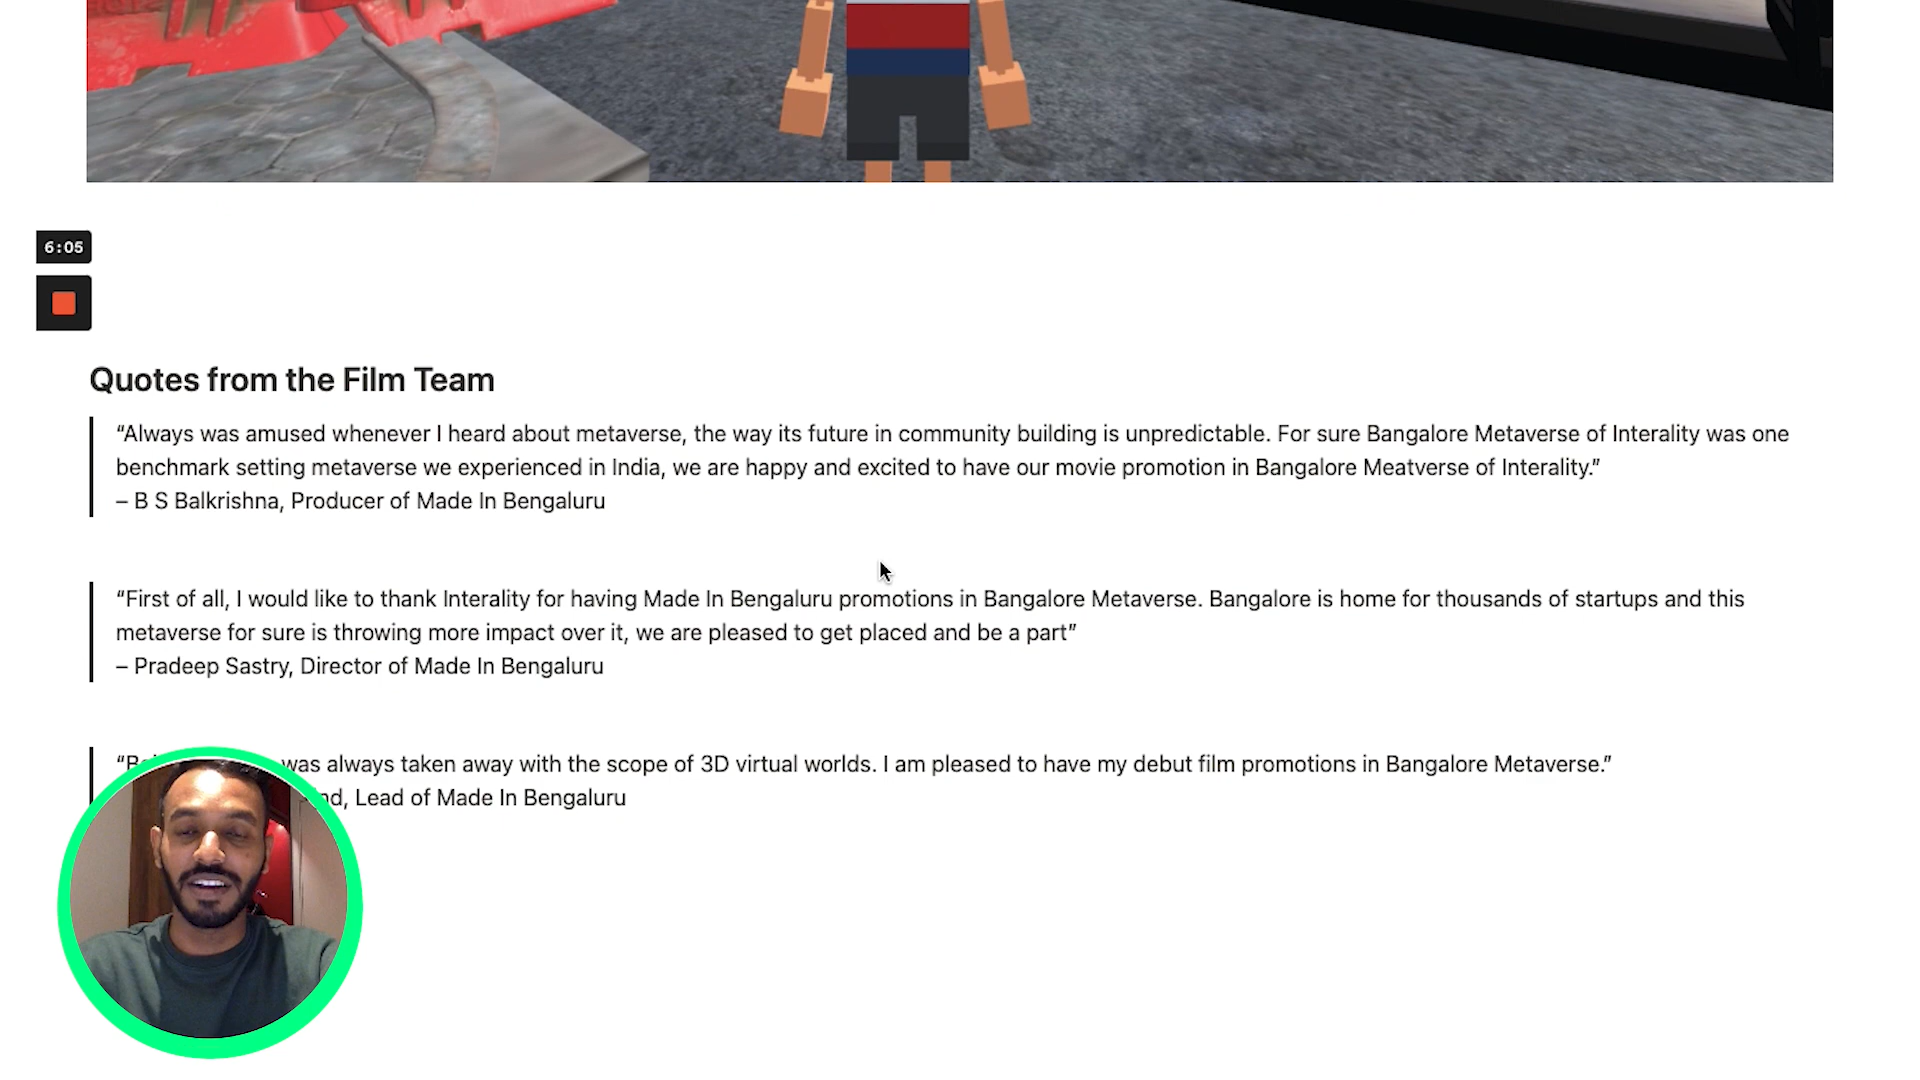 6:05
Quotes from the Film Team
“Always was amused whenever I heard about metaverse, the way its future in community building is unpredictable. For sure Bangalore Metaverse of Interality was one
benchmark setting metaverse we experienced in India, we are happy and excited to have our movie promotion in Bangalore Meatverse of Interality.”
– B S Balkrishna, Producer of Made In Bengaluru
“First of all, I would like to thank Interality for having Made In Bengaluru promotions in Bangalore Metaverse. Bangalore is home for thousands of startups and this
metaverse for sure is throwing more impact over it, we are pleased to get placed and be a part”
– Pradeep Sastry, Director of Made In Bengaluru
was always taken away with the scope of 3D virtual worlds. I am pleased to have my debut film promotions in Bangalore Metaverse.”
Lead of Made In Bengaluru